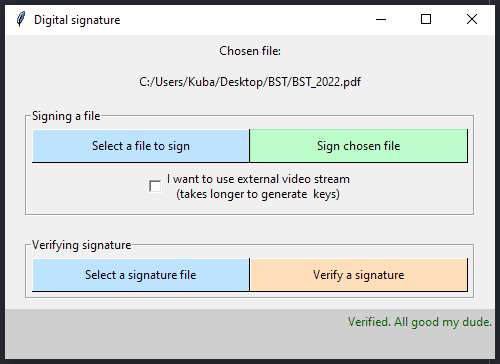 Digital signature
Chosen file:
C:/Users/Kuba/Desktop/BST/BST_2022.pdf
Signing a file
Select a file to sign
Sign chosen file
I want to use external video stream
(takes longer to generate  keys)
Verifying signature
Select a signature file
Verify a signature
Verified. All good my dude.